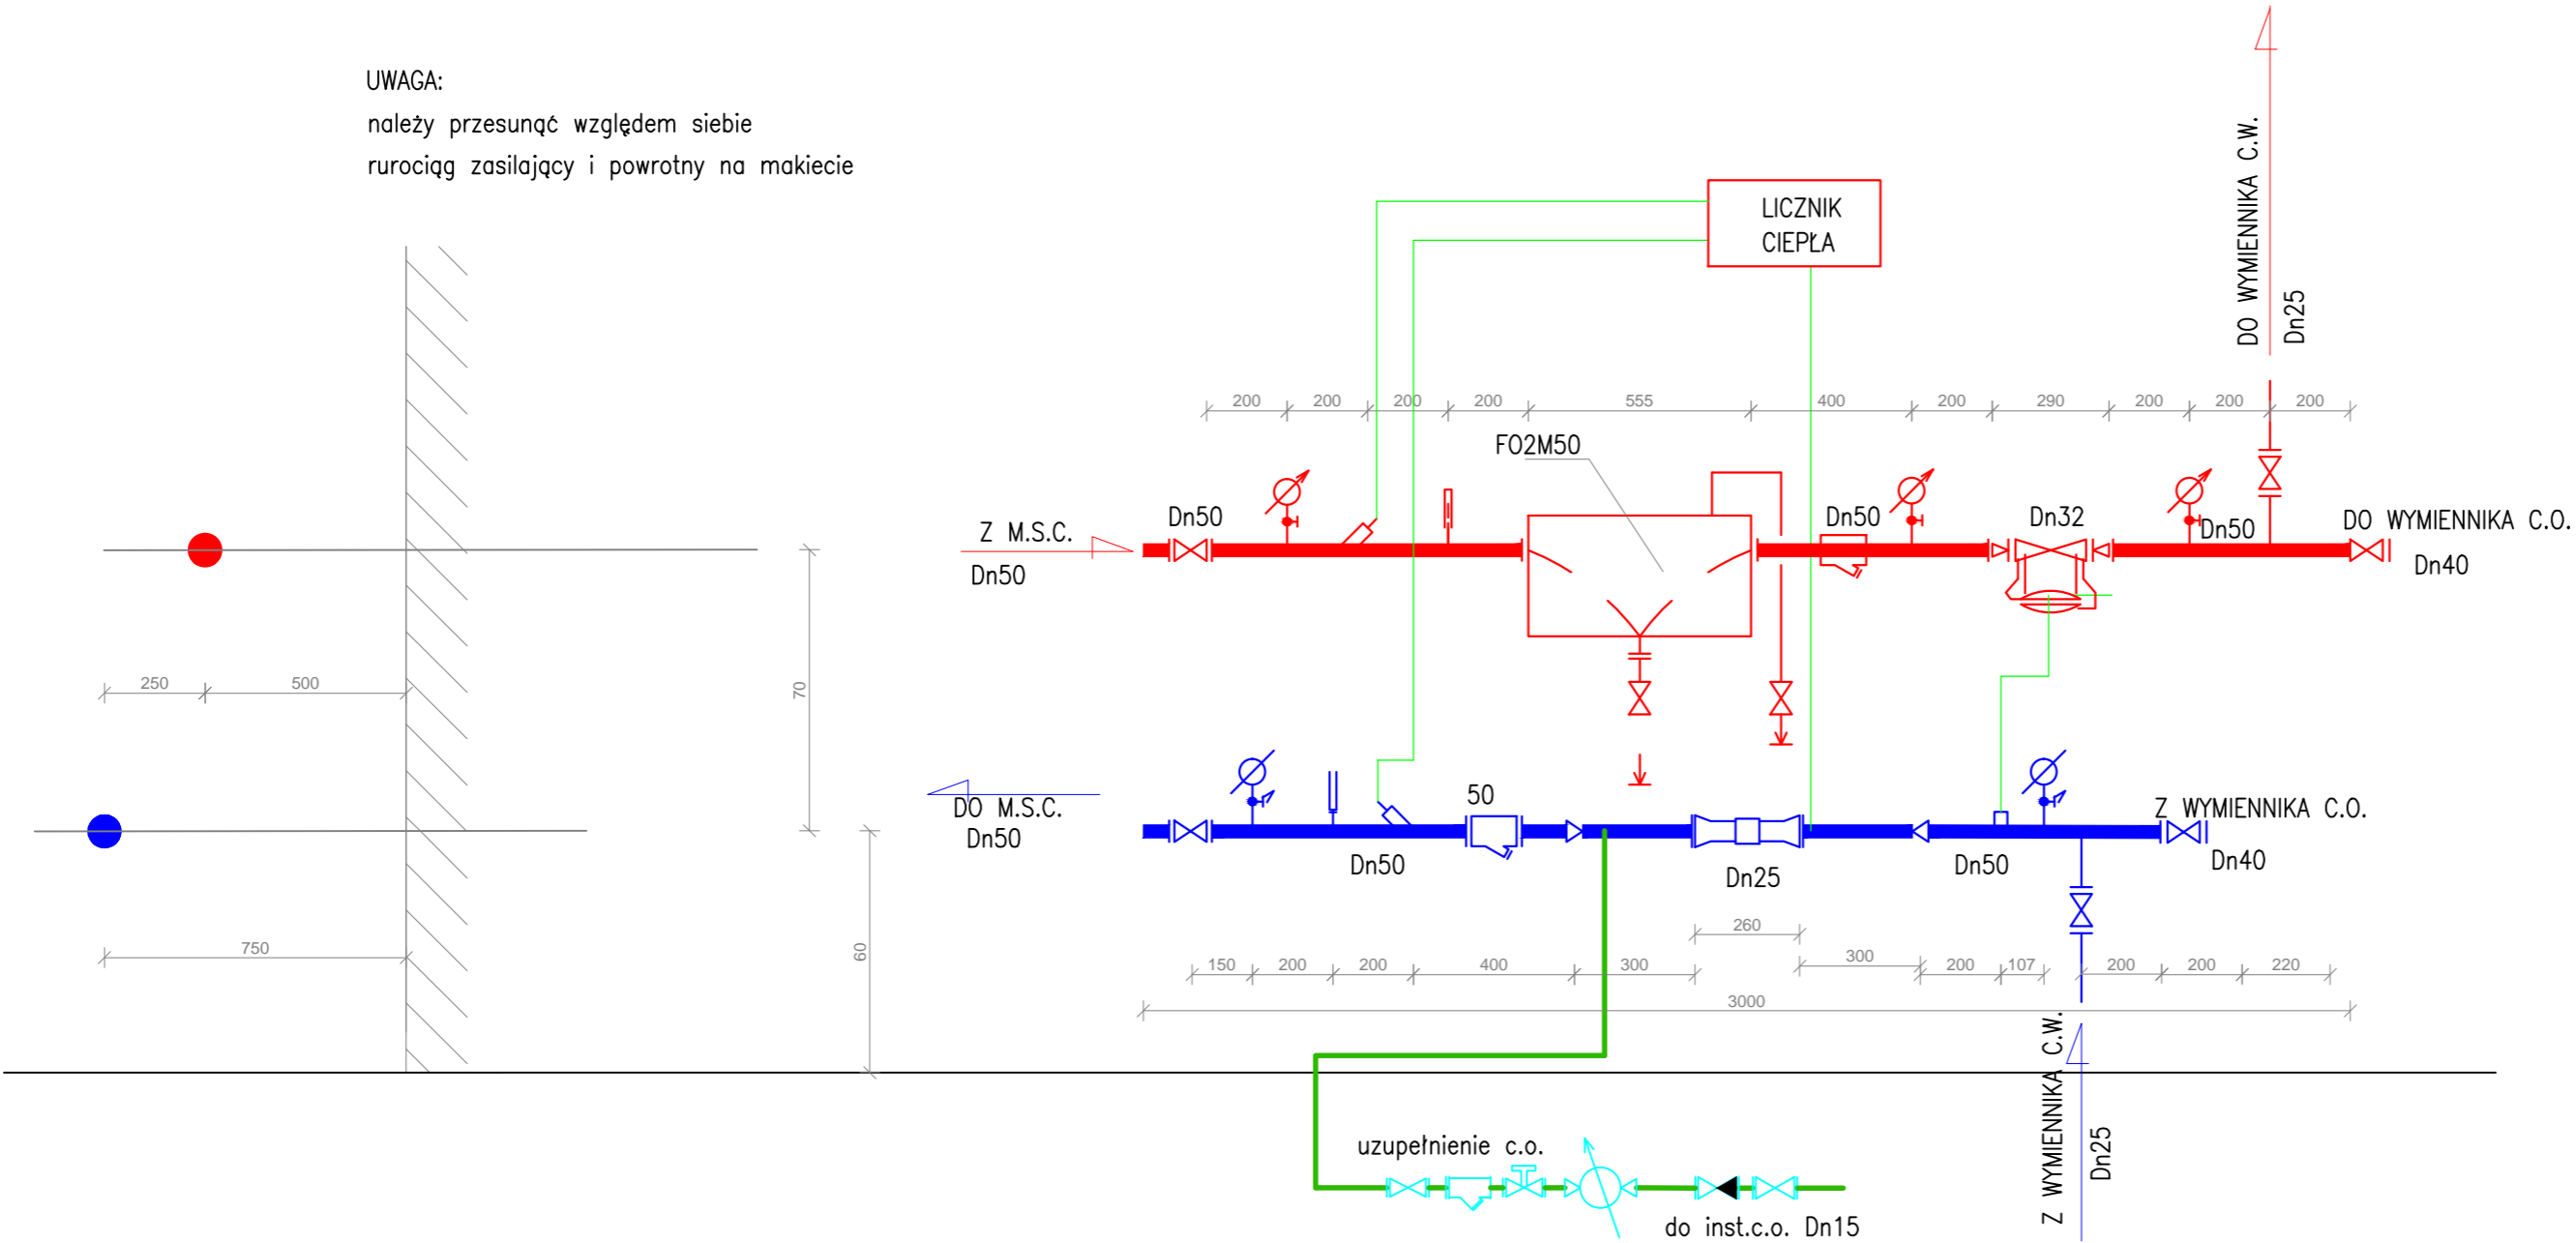 UWAGA:
należy przesunąć względem siebie
rurociąg zasilający i powrotny na makiecie
LICZNIK
CIEPŁA
DO WYMIENNIKA C.W.
Dn25
200 200 200 200 555 400 200 290 200 200 200
FO2M50
Z M.S.C.
Dn50
Dn50
Dn50
Dn32
Dn50
DO WYMIENNIKA C.O.
Dn40
250 500
70
DO M.S.C.
Dn50
50
Dn50
Dn25
Dn50
Z WYMIENNIKA C.O.
Dn40
750
60
260
150 200 200 400 300 300 200 107 200 200 220
3000
Z WYMIENNIKA C.W.
Dn25
uzupełnienie c.o.
do inst.c.o. Dn15